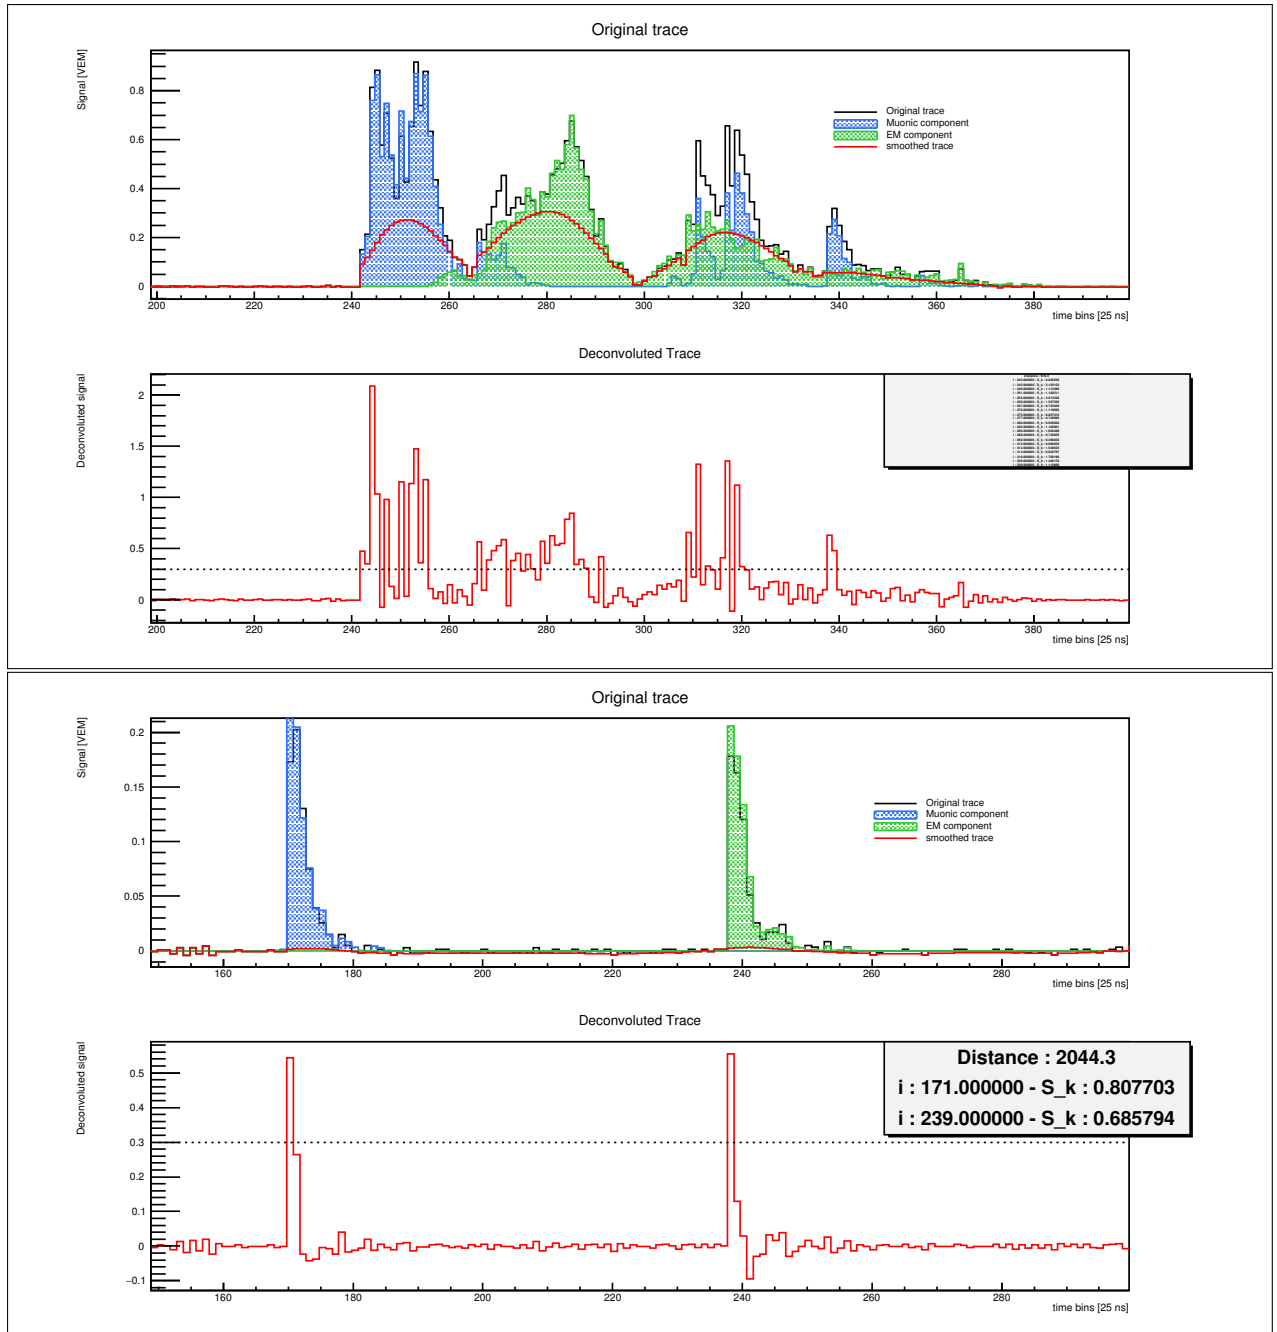 Original trace
Signal [VEM]
0.8
0.6
0.4
0.2
0
Original trace
Muonic component
EM component
smoothed trace
200 220 240 260 280 300 320 340 360 380
time bins [25 ns]
Deconvoluted Trace
Deconvoluted signal
2
1.5
1
0.5
0
200 220 240 260 280 300 320 340 360 380
time bins [25 ns]
Original trace
Signal [VEM]
0.2
0.15
0.1
0.05
0
Original trace
Muonic component
EM component
smoothed trace
160 180 200 220 240 260 280
time bins [25 ns]
Deconvoluted Trace
Deconvoluted signal
0.5
0.4
0.3
0.2
0.1
0
−0.1
Distance : 2044.3
i : 171.000000 - S_k : 0.807703
i : 239.000000 - S_k : 0.685794
160 180 200 220 240 260 280
time bins [25 ns]